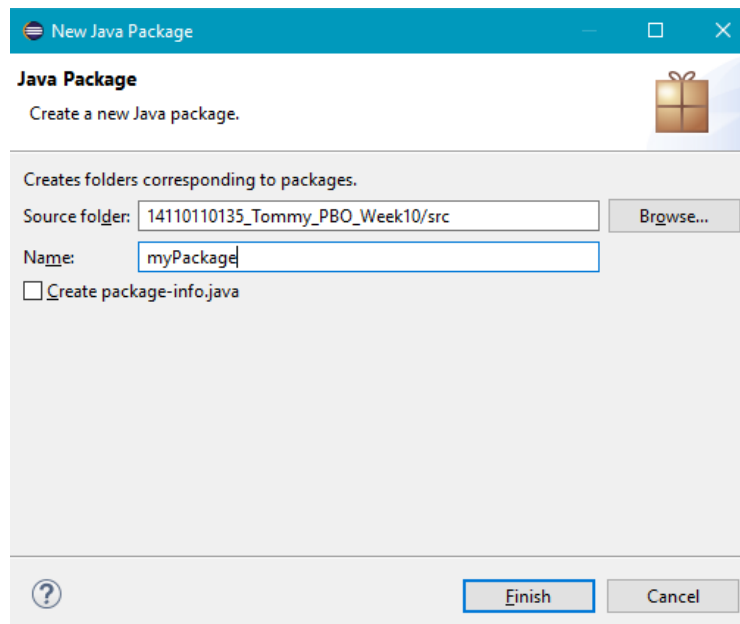 New Java Package
Java Package
Create a new Java package.
Creates folders corresponding to packages.
Source folder: 14110110135_Tommy_PBO_Week10/src Browse...
Name: myPackage
Create package-info.java
? Finish Cancel